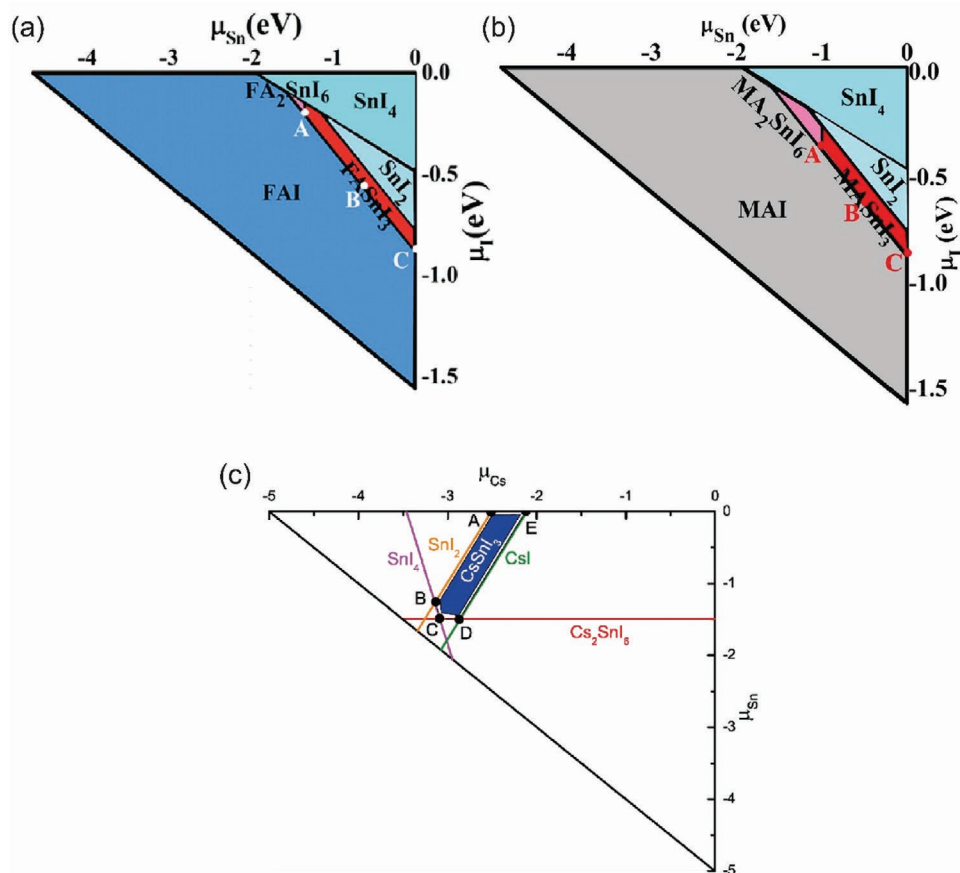 (a)
μSn(eV)
-4 -3 -2 -1 0
0.0
FA2SnI6
SnI4
A
-0.5
SnI2
FASnI3
FAI
B
μI(eV)
C
-1.0
-1.5
(b)
μSn (eV)
-4 -3 -2 -1 0
0.0
SnI4
MA2SnI6
A
-0.5
SnI2
MASnI3
MAI
B
μI (eV)
C
-1.0
-1.5
(c)
μCs
-5 -4 -3 -2 -1 0
A E 0
SnI4 SnI2 CsSnI3 CsI
B -1
C D
Cs2SnI6
-2
μSn
-3
-4
-5